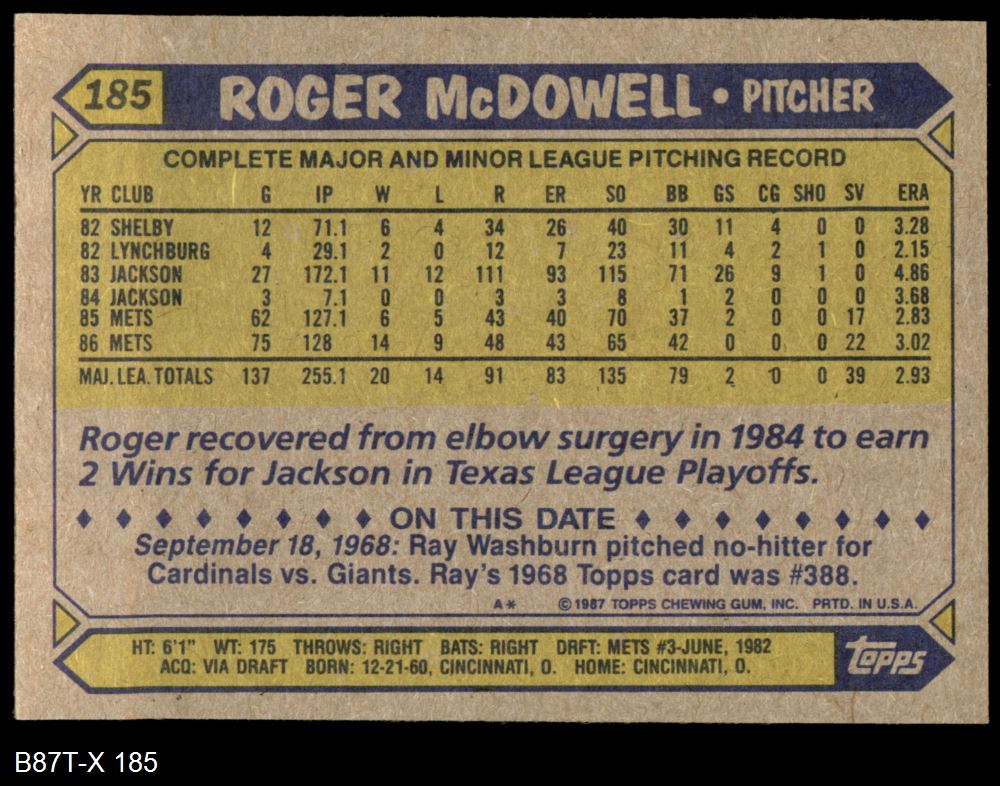 185 ROGER McDOWELL • PITCHER
COMPLETE MAJOR AND MINOR LEAGUE PITCHING RECORD
YR CLUB G IP W L R ER SO BB GS CG SHO SV ERA
82 SHELBY 12 71.1 6 4 34 26 40 30 11 4 0 0 3.28
82 LYNCHBURG 4 29.1 2 0 12 7 23 11 4 2 1 0 2.15
83 JACKSON 27 172.1 11 12 111 93 115 71 26 9 1 0 4.86
84 JACKSON 3 7.1 0 0 3 3 8 1 2 0 0 0 3.68
85 METS 62 127.1 6 5 43 40 70 37 2 0 0 17 2.83
86 METS 75 128 14 9 48 43 65 42 0 0 0 22 3.02
MAJ. LEA. TOTALS 137 255.1 20 14 91 83 135 79 2 0 0 39 2.93
Roger recovered from elbow surgery in 1984 to earn
2 Wins for Jackson in Texas League Playoffs.
♦ ♦ ♦ ♦ ♦ ♦ ♦ ♦ ON THIS DATE ♦ ♦ ♦ ♦ ♦ ♦ ♦ ♦
September 18, 1968: Ray Washburn pitched no-hitter for
Cardinals vs. Giants. Ray's 1968 Topps card was #388.
A* © 1987 TOPPS CHEWING GUM, INC. PRTD. IN U.S.A.
HT: 6'1" WT: 175 THROWS: RIGHT BATS: RIGHT DRFT: METS #3-JUNE, 1982
ACQ: VIA DRAFT BORN: 12-21-60, CINCINNATI, O. HOME: CINCINNATI, O.
TOPPS
B87T-X 185